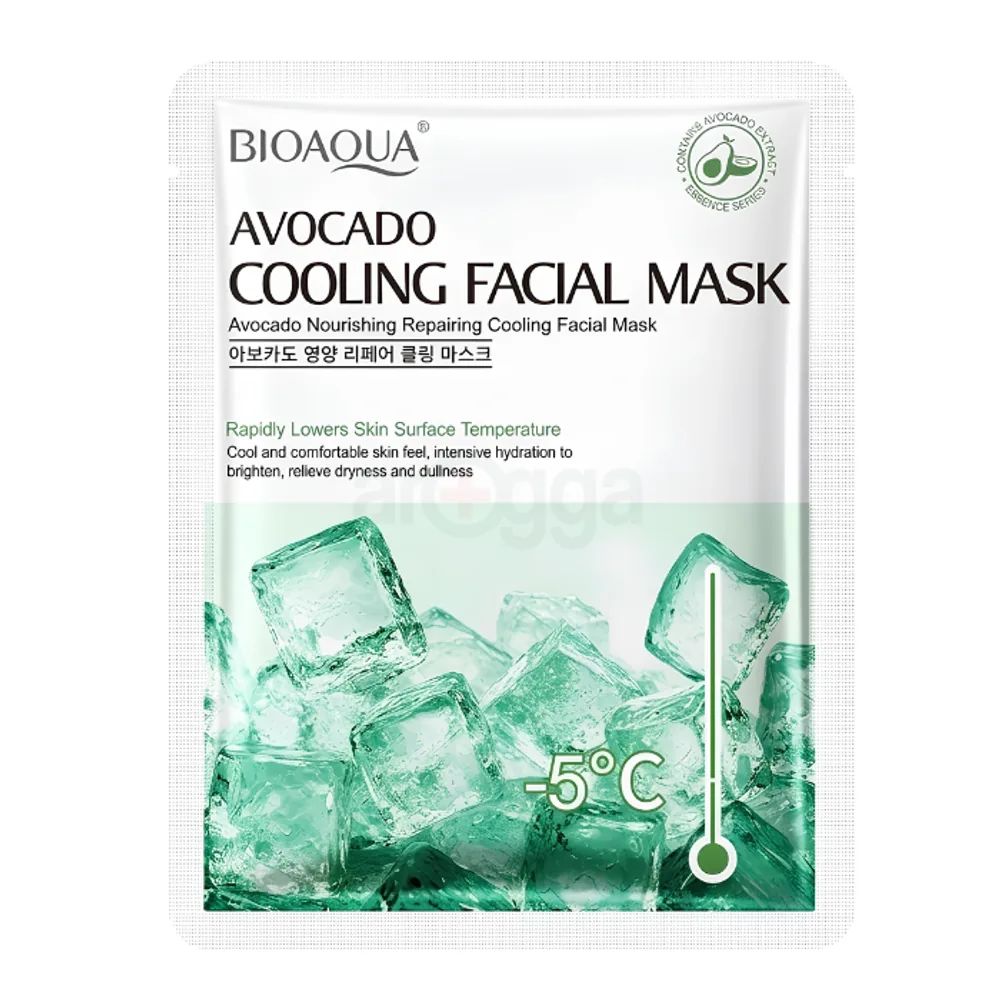 BIOAQUA®
CONTAINS AVOCADO EXTRACT
• ESSENCE SERIES •
AVOCADO
COOLING FACIAL MASK
Avocado Nourishing Repairing Cooling Facial Mask
아보카도 영양 리페어 클링 마스크
Rapidly Lowers Skin Surface Temperature
Cool and comfortable skin feel, intensive hydration to
brighten, relieve dryness and dullness
arogga
-5°C